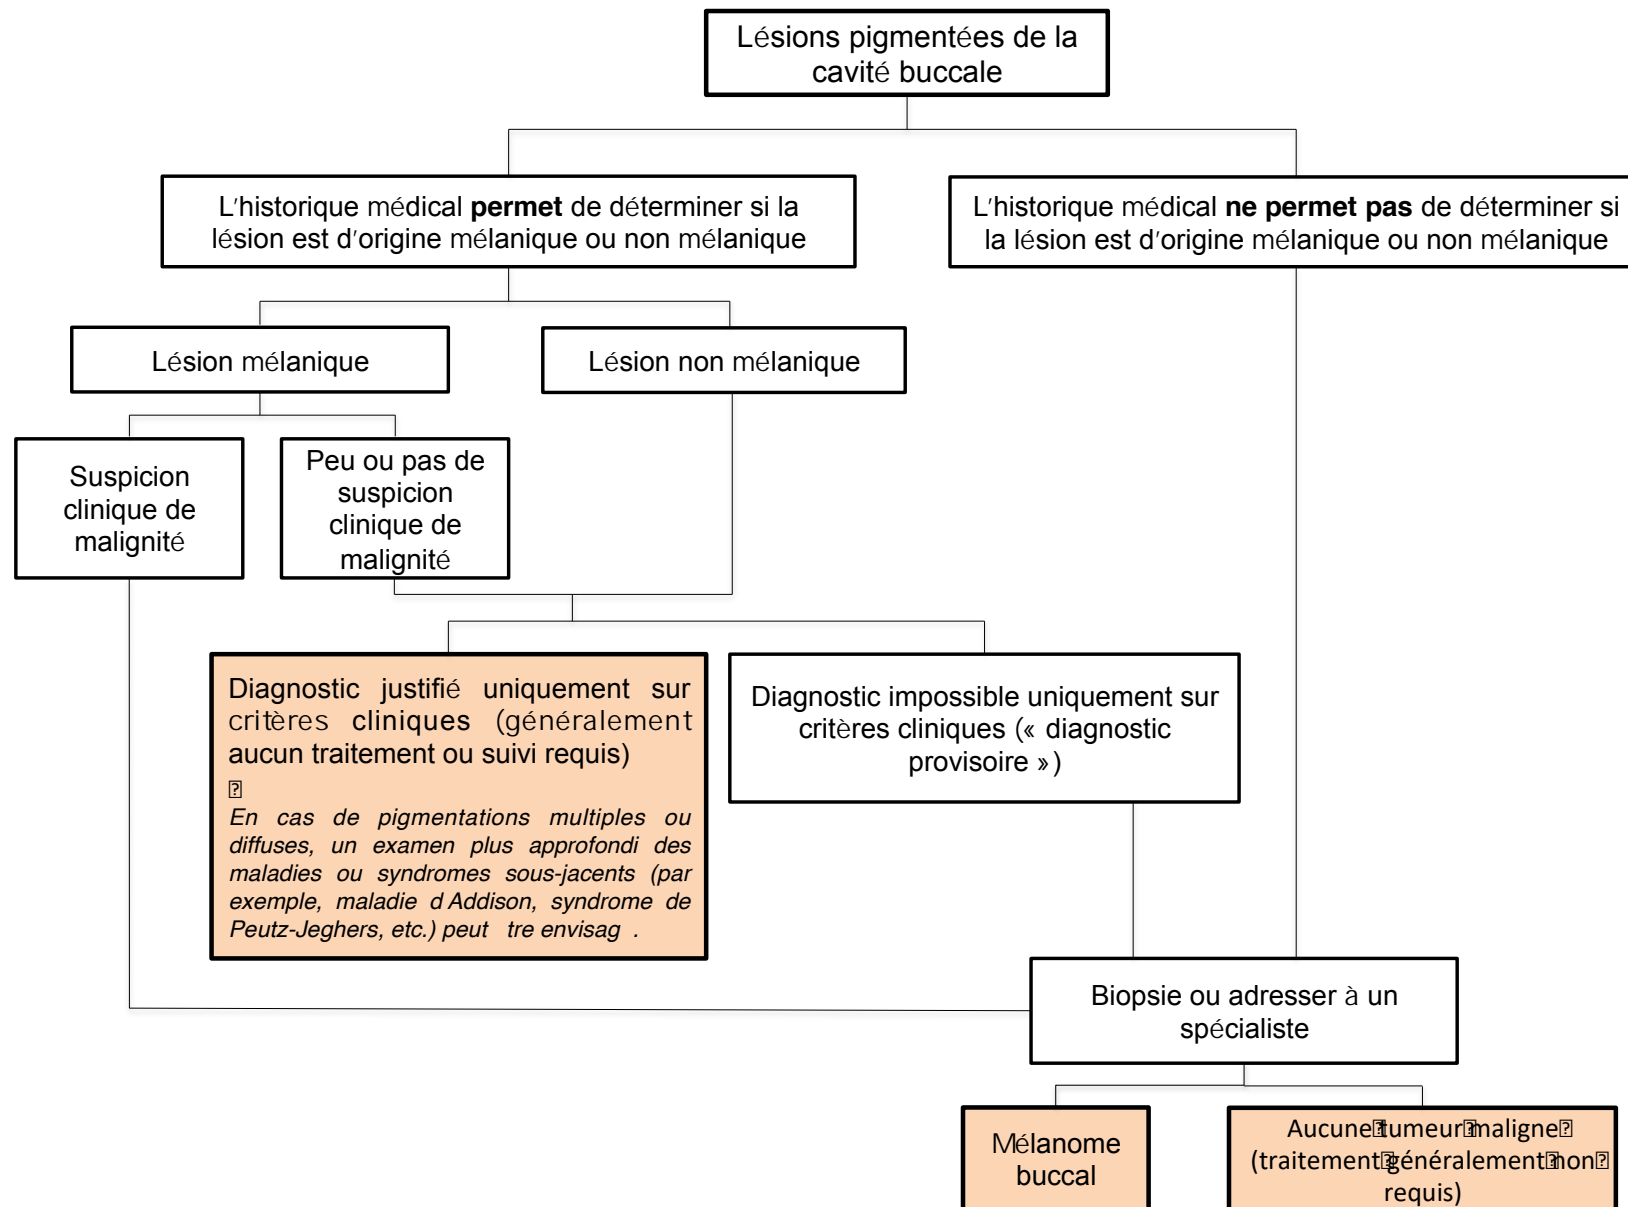 Lésions pigmentées de la
cavité buccale
L'historique médical permet de déterminer si la
lésion est d'origine mélanique ou non mélanique
L'historique médical ne permet pas de déterminer si
la lésion est d'origine mélanique ou non mélanique
Lésion mélanique
Lésion non mélanique
Suspicion
clinique de
malignité
Peu ou pas de
suspicion
clinique de
malignité
Diagnostic justifié uniquement sur
critères cliniques (généralement
aucun traitement ou suivi requis)
En cas de pigmentations multiples ou
diffuses, un examen plus approfondi des
maladies ou syndromes sous-jacents (par
exemple, maladie d Addison, syndrome de
Peutz-Jeghers, etc.) peut tre envisag .
Diagnostic impossible uniquement sur
critères cliniques (« diagnostic
provisoire »)
Biopsie ou adresser à un
spécialiste
Mélanome
buccal
Aucune tumeur maligne
(traitement généralement non
requis)